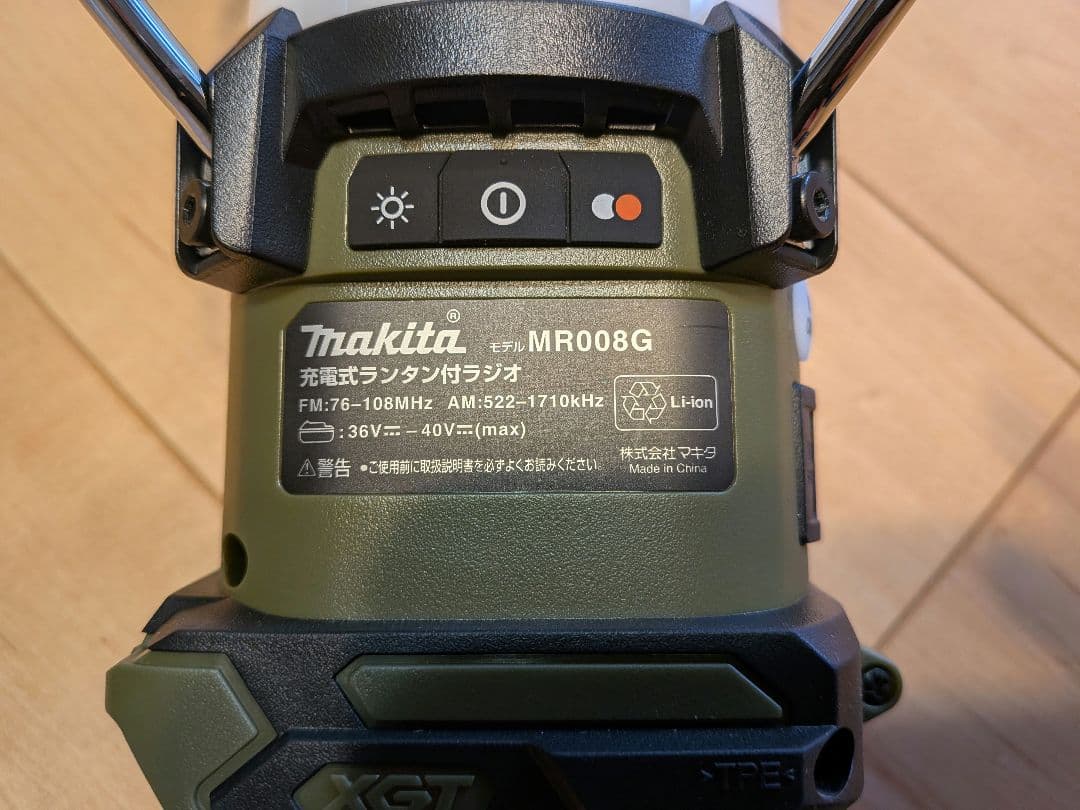 makita® モデル MR008G
充電式ランタン付ラジオ
FM:76–108MHz AM:522–1710kHz
: 36V⎓ – 40V⎓(max)
Li-ion
⚠警告 •ご使用前に取扱説明書を必ずよくお読みください
株式会社マキタ
Made in China
XGT
>TPE<